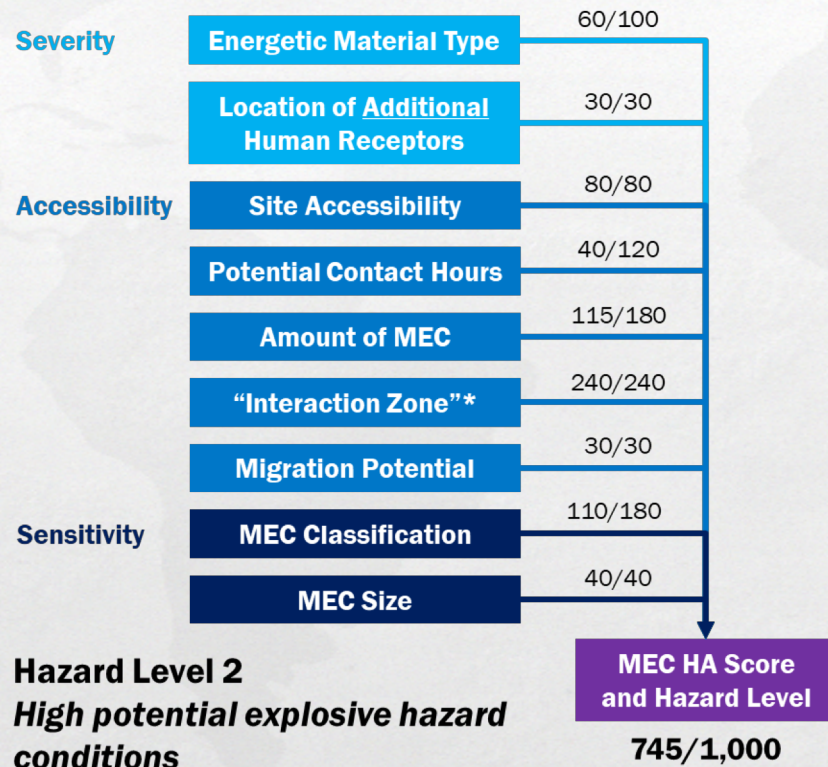 Severity
Energetic Material Type
60/100
Location of Additional
Human Receptors
30/30
Accessibility
Site Accessibility
80/80
Potential Contact Hours
40/120
Amount of MEC
115/180
“Interaction Zone”*
240/240
Migration Potential
30/30
Sensitivity
MEC Classification
110/180
MEC Size
40/40
Hazard Level 2
High potential explosive hazard
conditions
MEC HA Score
and Hazard Level
745/1,000